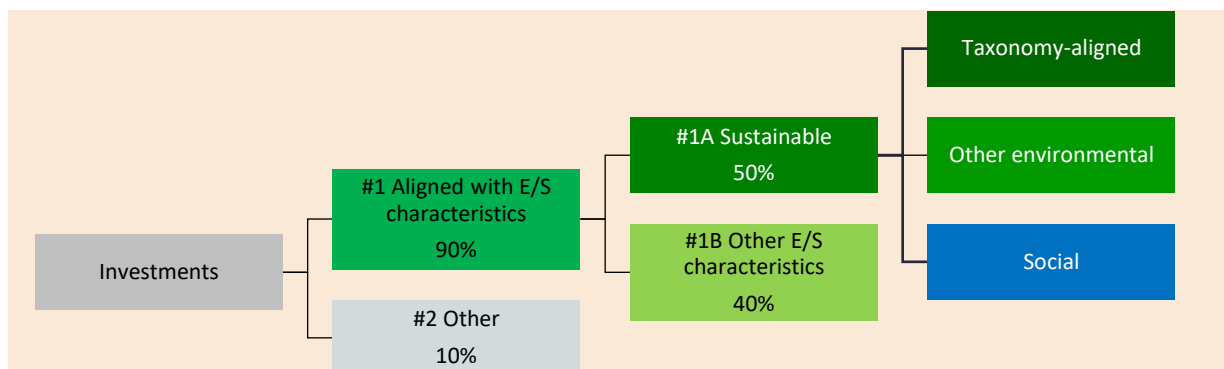 Investments
#1 Aligned with E/S
characteristics
90%
#2 Other
10%
#1A Sustainable
50%
#1B Other E/S
characteristics
40%
Taxonomy-aligned
Other environmental
Social